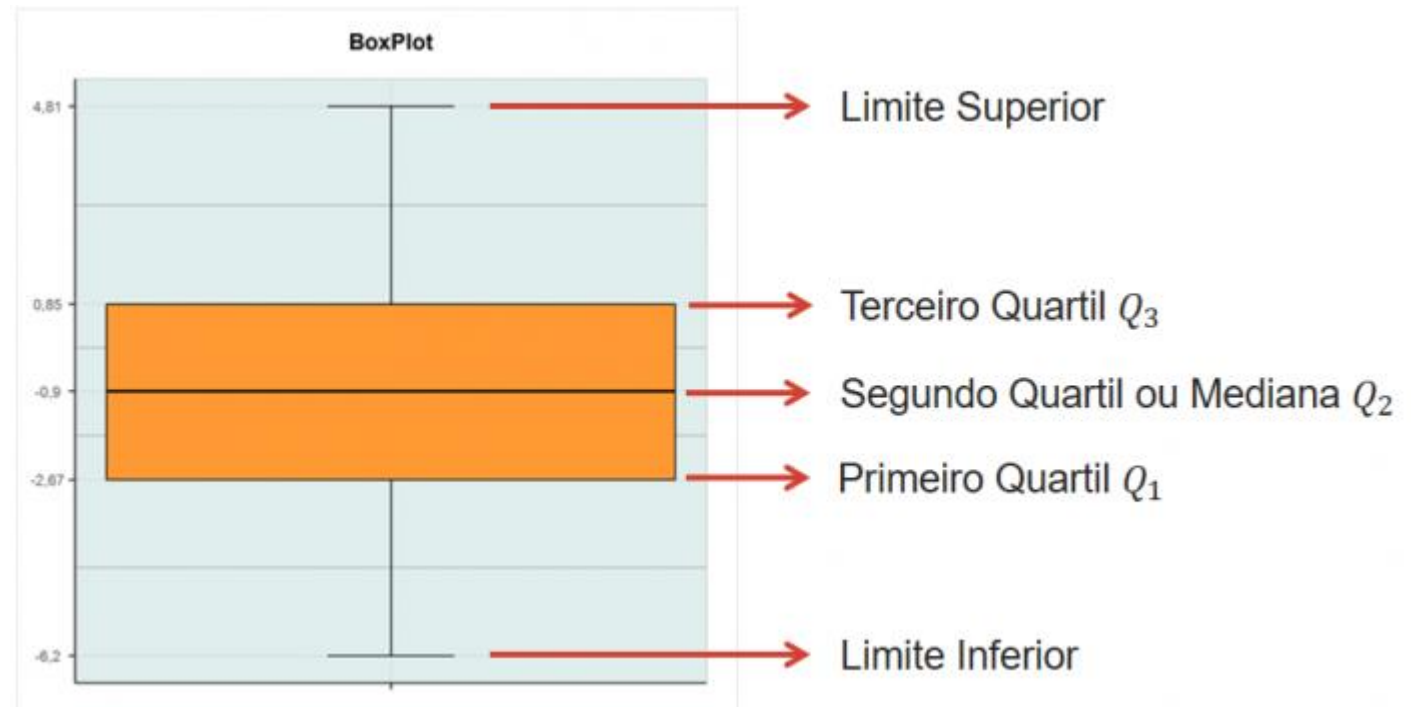 BoxPlot
4,81
Limite Superior
0,85
Terceiro Quartil Q3
-0.9
Segundo Quartil ou Mediana Q2
-2,67
Primeiro Quartil Q1
-6,2
Limite Inferior